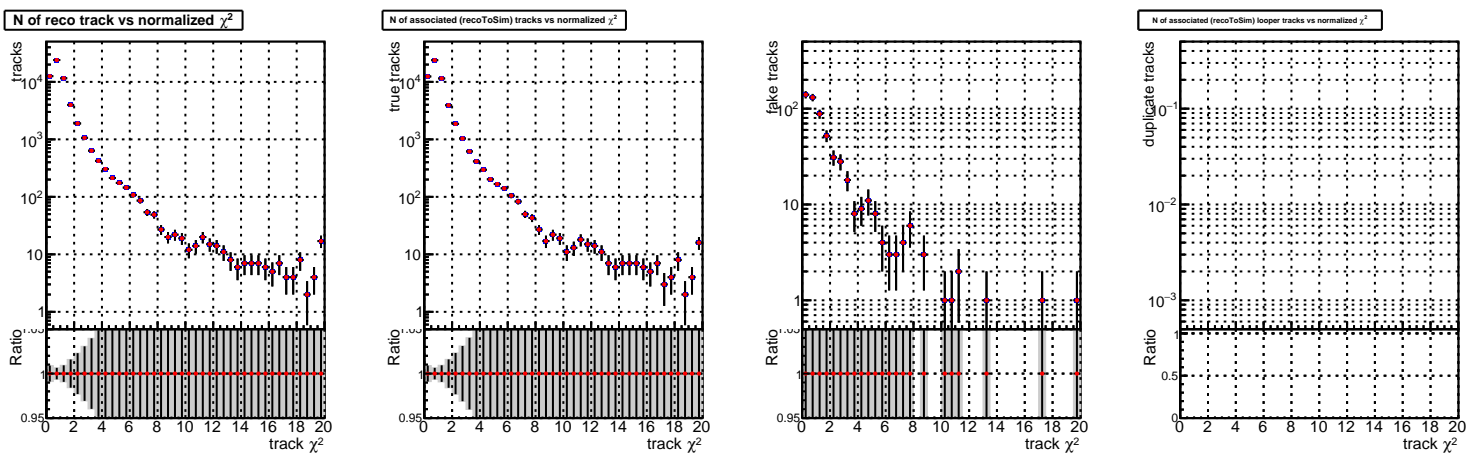 N of reco track vs normalized χ²
tracks
10⁴
10³
10²
10
1
Ratio
1
0.95
0 2 4 6 8 10 12 14 16 18 20
track χ²
N of associated (recoToSim) tracks vs normalized χ²
true tracks
10⁴
10³
10²
10
1
Ratio
1
0.95
0 2 4 6 8 10 12 14 16 18 20
track χ²
fake tracks
10²
10
1
Ratio
1
0.95
0 2 4 6 8 10 12 14 16 18 20
track χ²
N of associated (recoToSim) looper tracks vs normalized χ²
duplicate tracks
10⁻¹
10⁻²
10⁻³
Ratio
1
0.5
0
0 2 4 6 8 10 12 14 16 18 20
track χ²